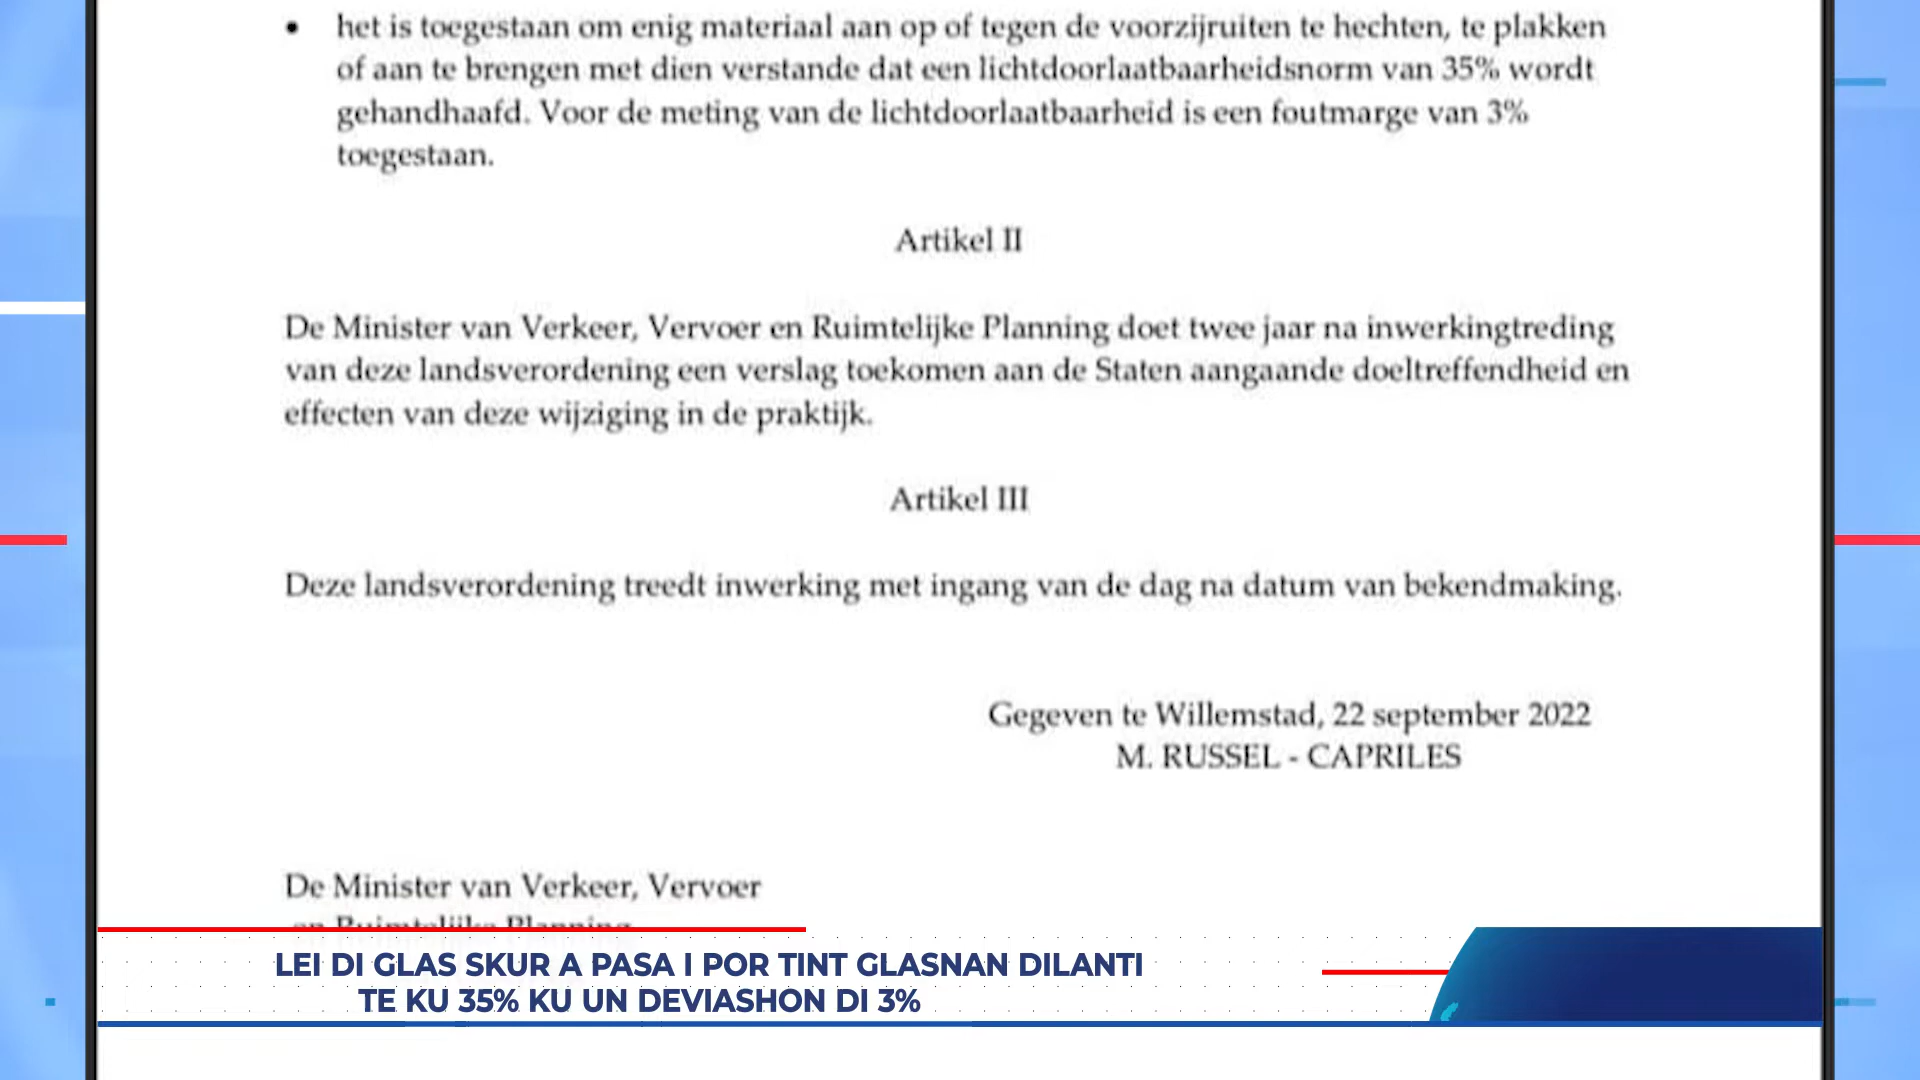 • het is toegestaan om enig materiaal aan op of tegen de voorzijruiten te hechten, te plakken
of aan te brengen met dien verstande dat een lichtdoorlaatbaarheidsnorm van 35% wordt
gehandhaafd. Voor de meting van de lichtdoorlaatbaarheid is een foutmarge van 3%
toegestaan.
Artikel II
De Minister van Verkeer, Vervoer en Ruimtelijke Planning doet twee jaar na inwerkingtreding
van deze landsverordening een verslag toekomen aan de Staten aangaande doeltreffendheid en
effecten van deze wijziging in de praktijk.
Artikel III
Deze landsverordening treedt inwerking met ingang van de dag na datum van bekendmaking.
Gegeven te Willemstad, 22 september 2022
M. RUSSEL - CAPRILES
De Minister van Verkeer, Vervoer
en Ruimtelijke Planning
LEI DI GLAS SKUR A PASA I POR TINT GLASNAN DILANTI
TE KU 35% KU UN DEVIASHON DI 3%